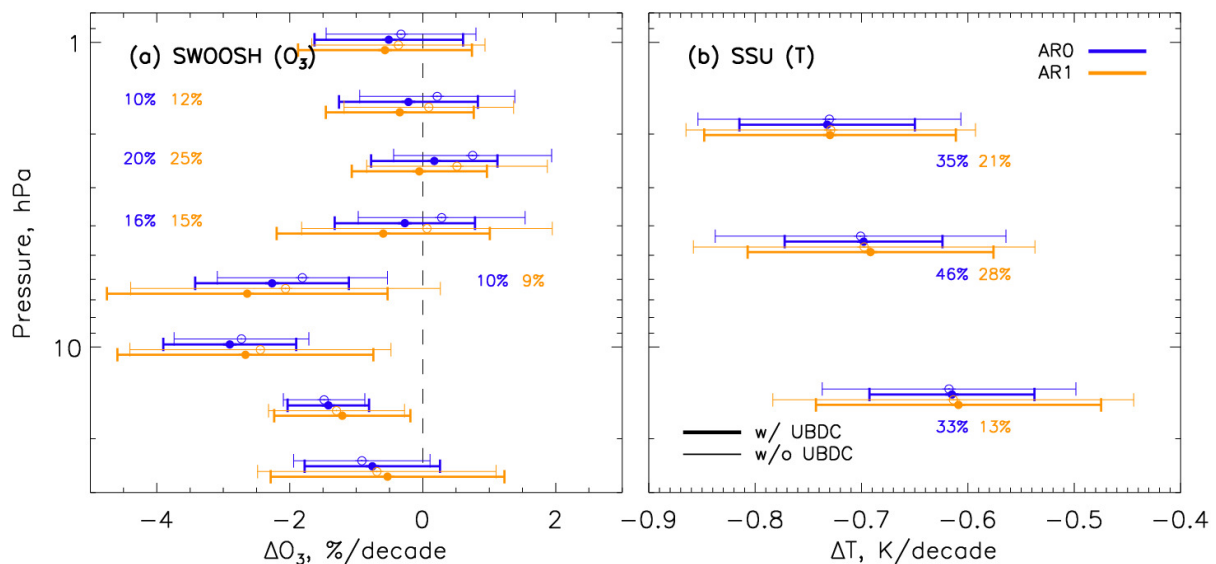 (a) SWOOSH (O₃)
(b) SSU (T)
AR0
AR1
1
10
Pressure, hPa
10% 12%
20% 25%
16% 15%
10% 9%
35% 21%
46% 28%
33% 13%
w/ UBDC
w/o UBDC
−4 −2 0 2
−0.9 −0.8 −0.7 −0.6 −0.5 −0.4
ΔO₃, %/decade
ΔT, K/decade